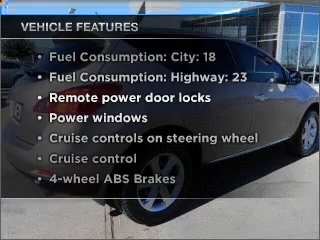 VEHICLE FEATURES
• Fuel Consumption: City: 18
• Fuel Consumption: Highway: 23
• Remote power door locks
• Power windows
• Cruise controls on steering wheel
• Cruise control
• 4-wheel ABS Brakes